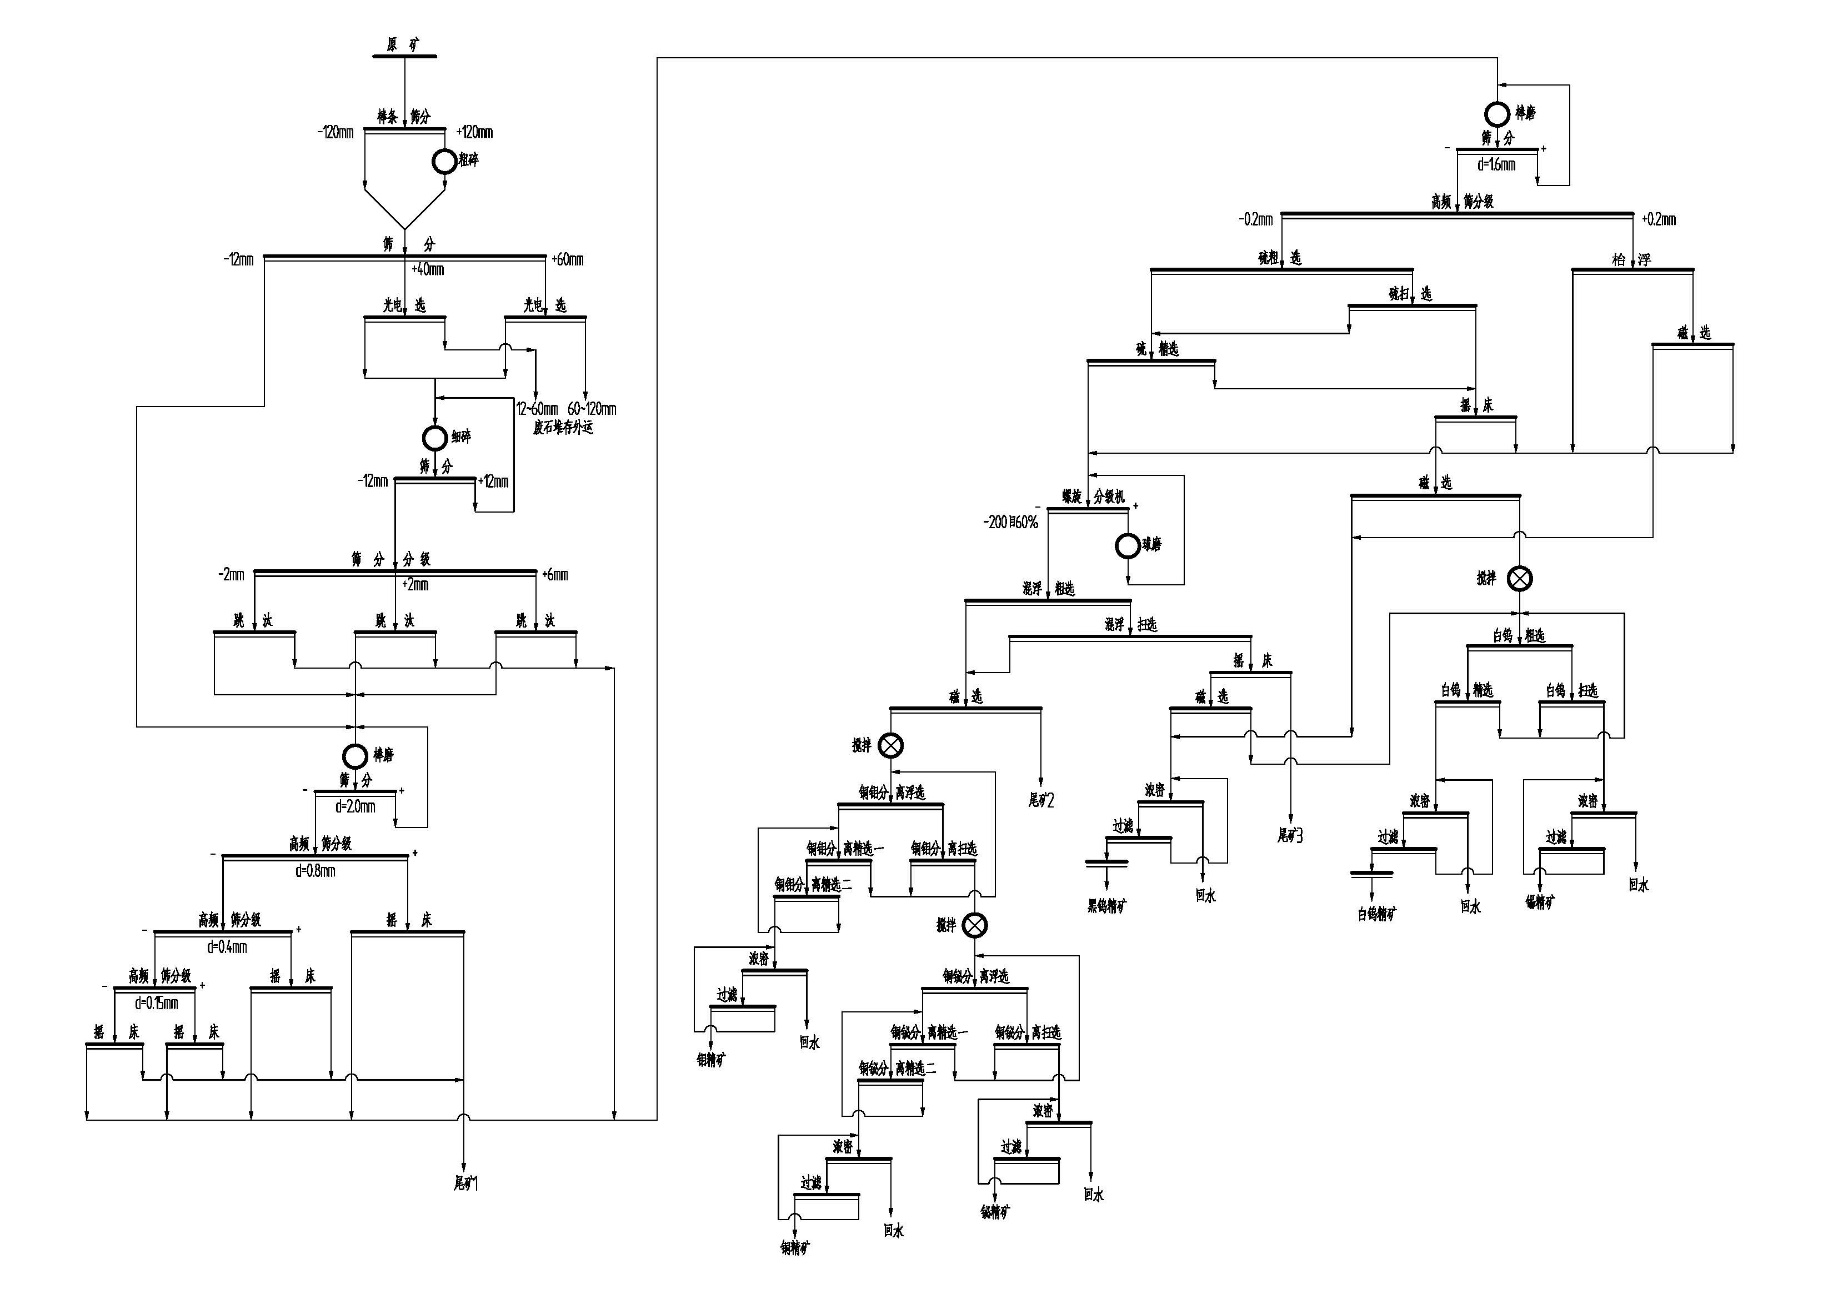 原 矿
棒条 筛分
-120mm
+120mm
粗碎
筛 分
-12mm
+40mm
+60mm
光电 选
光电 选
12~60mm
60~120mm
废石堆存外运
细碎
筛 分
-12mm
+12mm
筛 分 分 级
-2mm
+2mm
+6mm
跳 汰
跳 汰
跳 汰
棒磨
筛 分
-
+
d=2.0mm
高频 筛分级
-
+
d=0.8mm
高频 筛分级
-
+
d=0.4mm
摇 床
高频 筛分级
-
+
d=0.15mm
摇 床
摇 床
摇 床
尾矿1
棒磨
筛 分
-
+
d=1.6mm
高频 筛分级
-0.2mm
+0.2mm
硫粗 选
枱 浮
硫扫 选
磁 选
硫 精选
摇 床
磁 选
螺旋 分级机
-
+
-200目60%
球磨
搅拌
混浮 粗选
混浮 扫选
白钨 粗选
摇 床
磁 选
磁 选
白钨 精选
白钨 扫选
搅拌
铜钼分 离浮选
尾矿2
浓密
过滤
尾矿3
浓密
浓密
过滤
过滤
铜钼分 离精选一
铜钼分 离扫选
铜钼分 离精选二
黑钨精矿
回水
白钨精矿
回水
锡精矿
回水
搅拌
浓密
过滤
铜铋分 离浮选
钼精矿
回水
铜铋分 离精选一
铜铋分 离扫选
铜铋分 离精选二
浓密
过滤
浓密
过滤
回水
铋精矿
铜精矿
回水